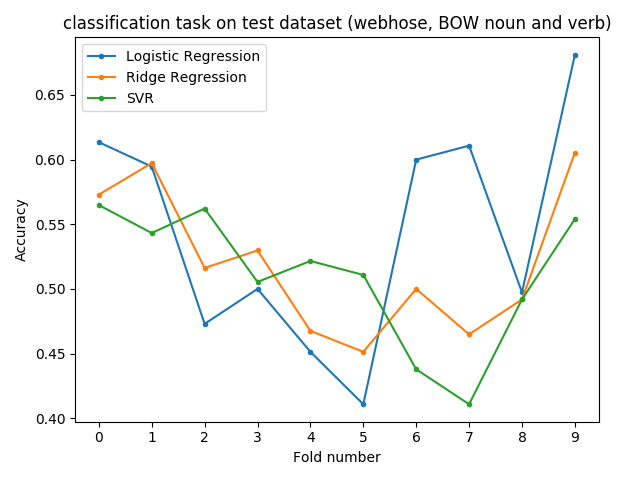 classification task on test dataset (webhose, BOW noun and verb)
Logistic Regression
Ridge Regression
SVR
0.65
0.60
0.55
0.50
0.45
0.40
Accuracy
0 1 2 3 4 5 6 7 8 9
Fold number